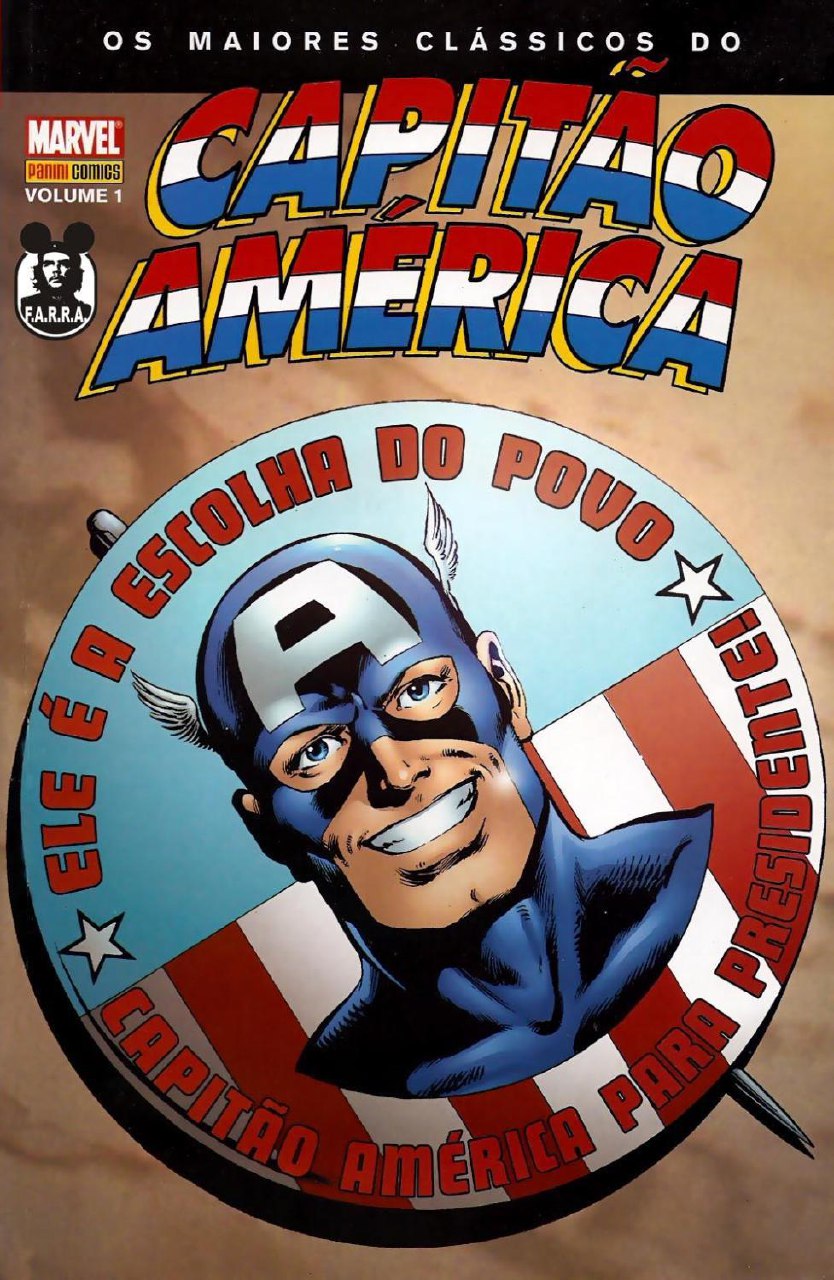 OS MAIORES CLÁSSICOS DO
CAPITÃO
AMÉRICA
MARVEL
PANINI COMICS
VOLUME 1
F.A.R.R.A.
ELE É A ESCOLHA DO POVO
CAPITÃO AMÉRICA PARA PRESIDENTE!
A